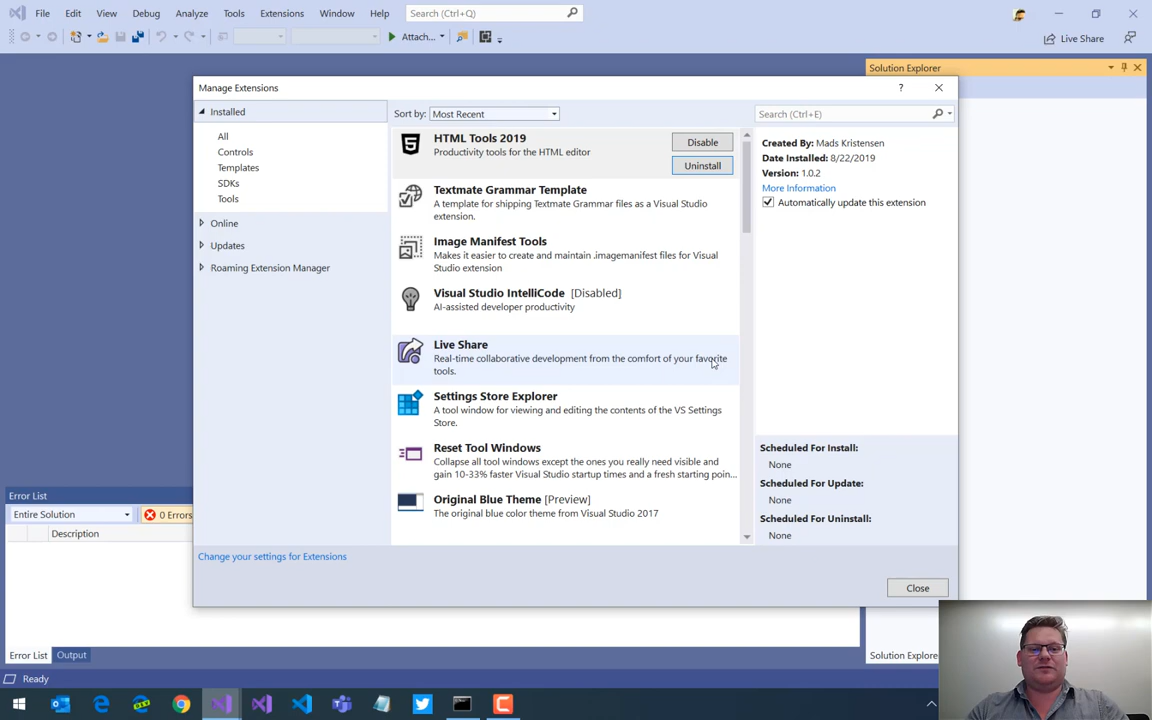 File Edit View Debug Analyze Tools Extensions Window Help Search (Ctrl+Q)
Attach...
Live Share
Solution Explorer
Manage Extensions
?
Installed
All
Controls
Templates
SDKs
Tools
Online
Updates
Roaming Extension Manager
Change your settings for Extensions
Sort by: Most Recent
HTML Tools 2019
Productivity tools for the HTML editor
Disable
Uninstall
Textmate Grammar Template
A template for shipping Textmate Grammar files as a Visual Studio
extension.
Image Manifest Tools
Makes it easier to create and maintain .imagemanifest files for Visual
Studio extension
Visual Studio IntelliCode [Disabled]
AI-assisted developer productivity
Live Share
Real-time collaborative development from the comfort of your favorite
tools.
Settings Store Explorer
A tool window for viewing and editing the contents of the VS Settings
Store.
Reset Tool Windows
Collapse all tool windows except the ones you really need visible and
gain 10-33% faster Visual Studio startup times and a fresh starting poin...
Original Blue Theme [Preview]
The original blue color theme from Visual Studio 2017
Search (Ctrl+E)
Created By: Mads Kristensen
Date Installed: 8/22/2019
Version: 1.0.2
More Information
Automatically update this extension
Scheduled For Install:
None
Scheduled For Update:
None
Scheduled For Uninstall:
None
Close
Error List
Entire Solution
0 Errors
Description
Error List Output
Solution Explorer
Ready